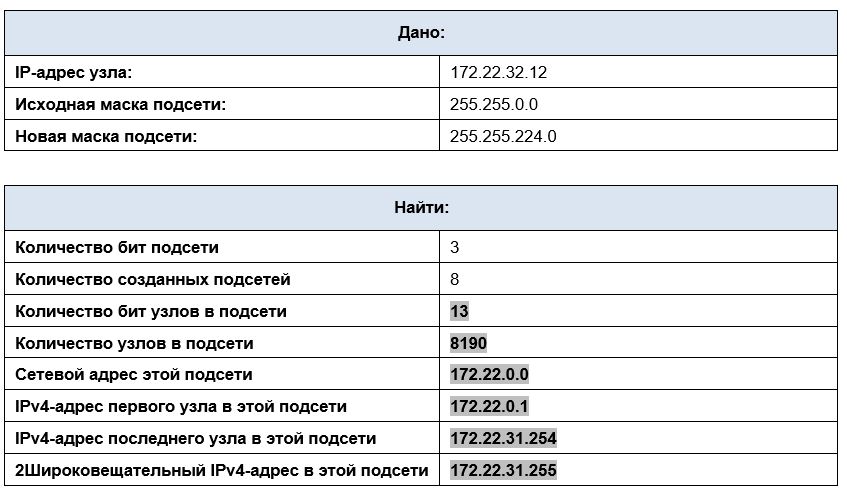 Дано:
IP-адрес узла: 172.22.32.12
Исходная маска подсети: 255.255.0.0
Новая маска подсети: 255.255.224.0
Найти:
Количество бит подсети 3
Количество созданных подсетей 8
Количество бит узлов в подсети 13
Количество узлов в подсети 8190
Сетевой адрес этой подсети 172.22.0.0
IPv4-адрес первого узла в этой подсети 172.22.0.1
IPv4-адрес последнего узла в этой подсети 172.22.31.254
2Широковещательный IPv4-адрес в этой подсети 172.22.31.255